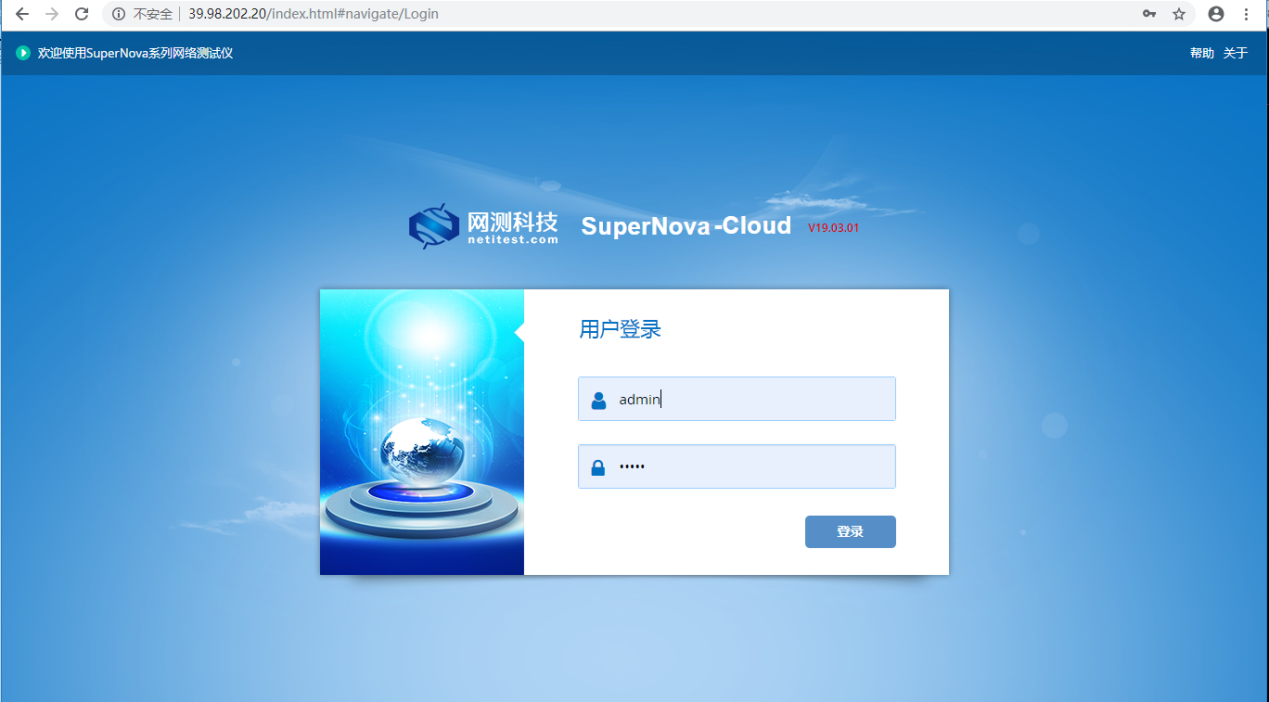 不安全 39.98.202.20/index.html#navigate/Login
欢迎使用SuperNova系列网络测试仪
帮助 关于
网测科技
netitest.com
SuperNova-Cloud
V19.03.01
用户登录
admin
•••••
登录